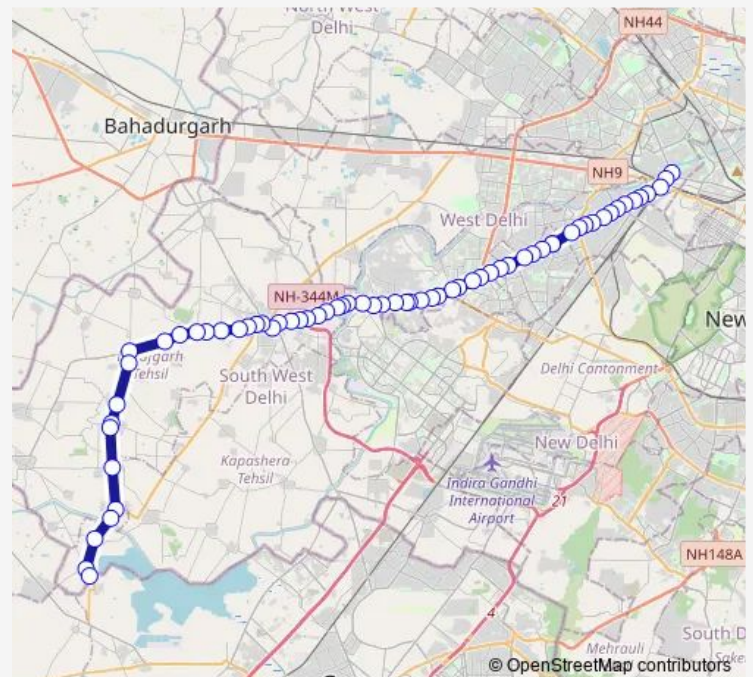 North West
Delhi
NH44
Bahadurgarh
NH9
West Delhi
NH-344M
New
Tehsil
South West
Delhi
Delhi Cantonment
Kapashera
Tehsil
New Delhi
Indira Gandhi
International
Airport
21
NH148A
4
South D
Mehrauli
© OpenStreetMap contributors